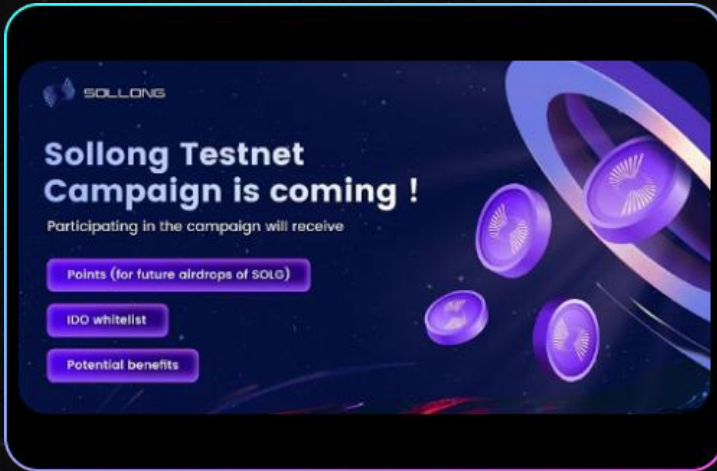 SOLLONG
Sollong Testnet
Campaign is coming !
Participating in the campaign will receive
Points (for future airdrops of SOLG)
IDO whitelist
Potential benefits